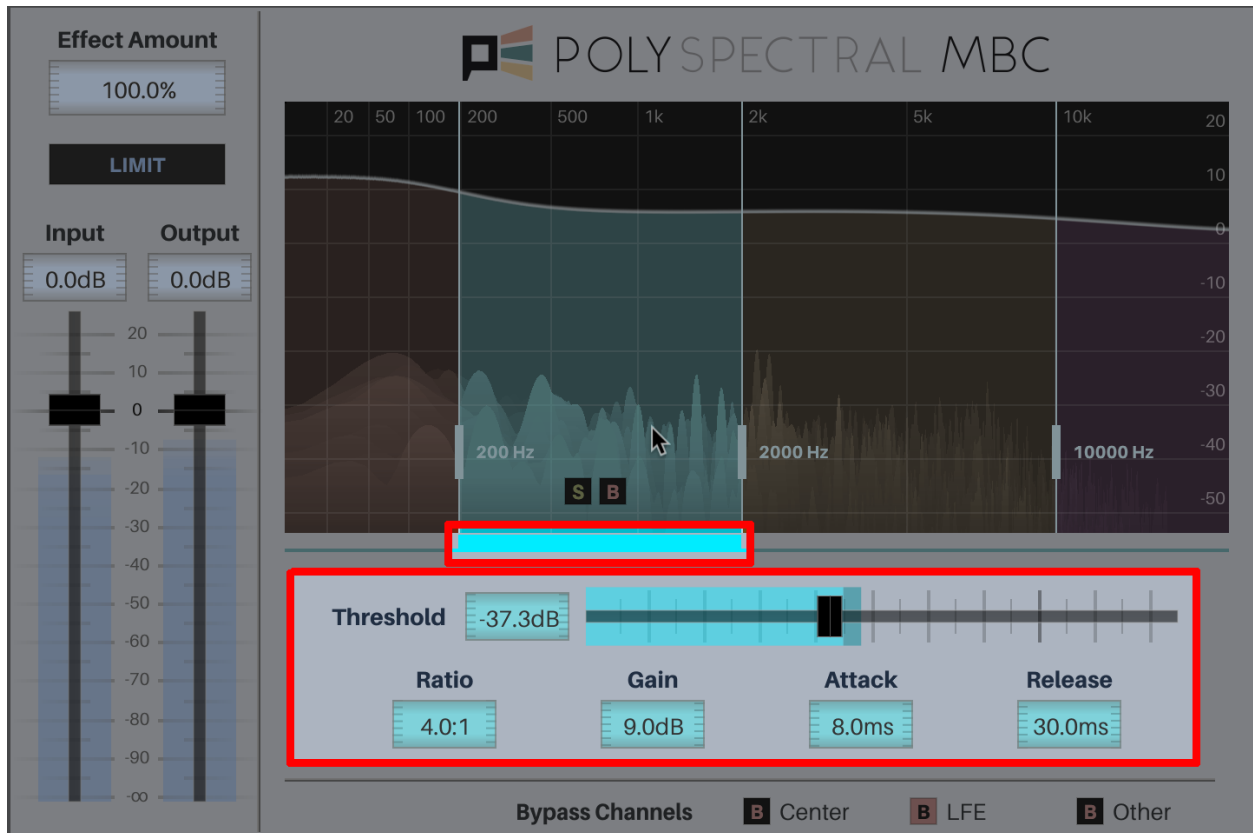 Effect Amount
100.0%
LIMIT
Input Output
0.0dB 0.0dB
20
10
0
-10
-20
-30
-40
-50
-60
-70
-80
-90
-∞
POLYSPECTRAL MBC
20 50 100 200 500 1k 2k 5k 10k
20
10
0
-10
-20
-30
-40
-50
200 Hz 2000 Hz 10000 Hz
S B
Threshold -37.3dB
Ratio Gain Attack Release
4.0:1 9.0dB 8.0ms 30.0ms
Bypass Channels B Center B LFE B Other